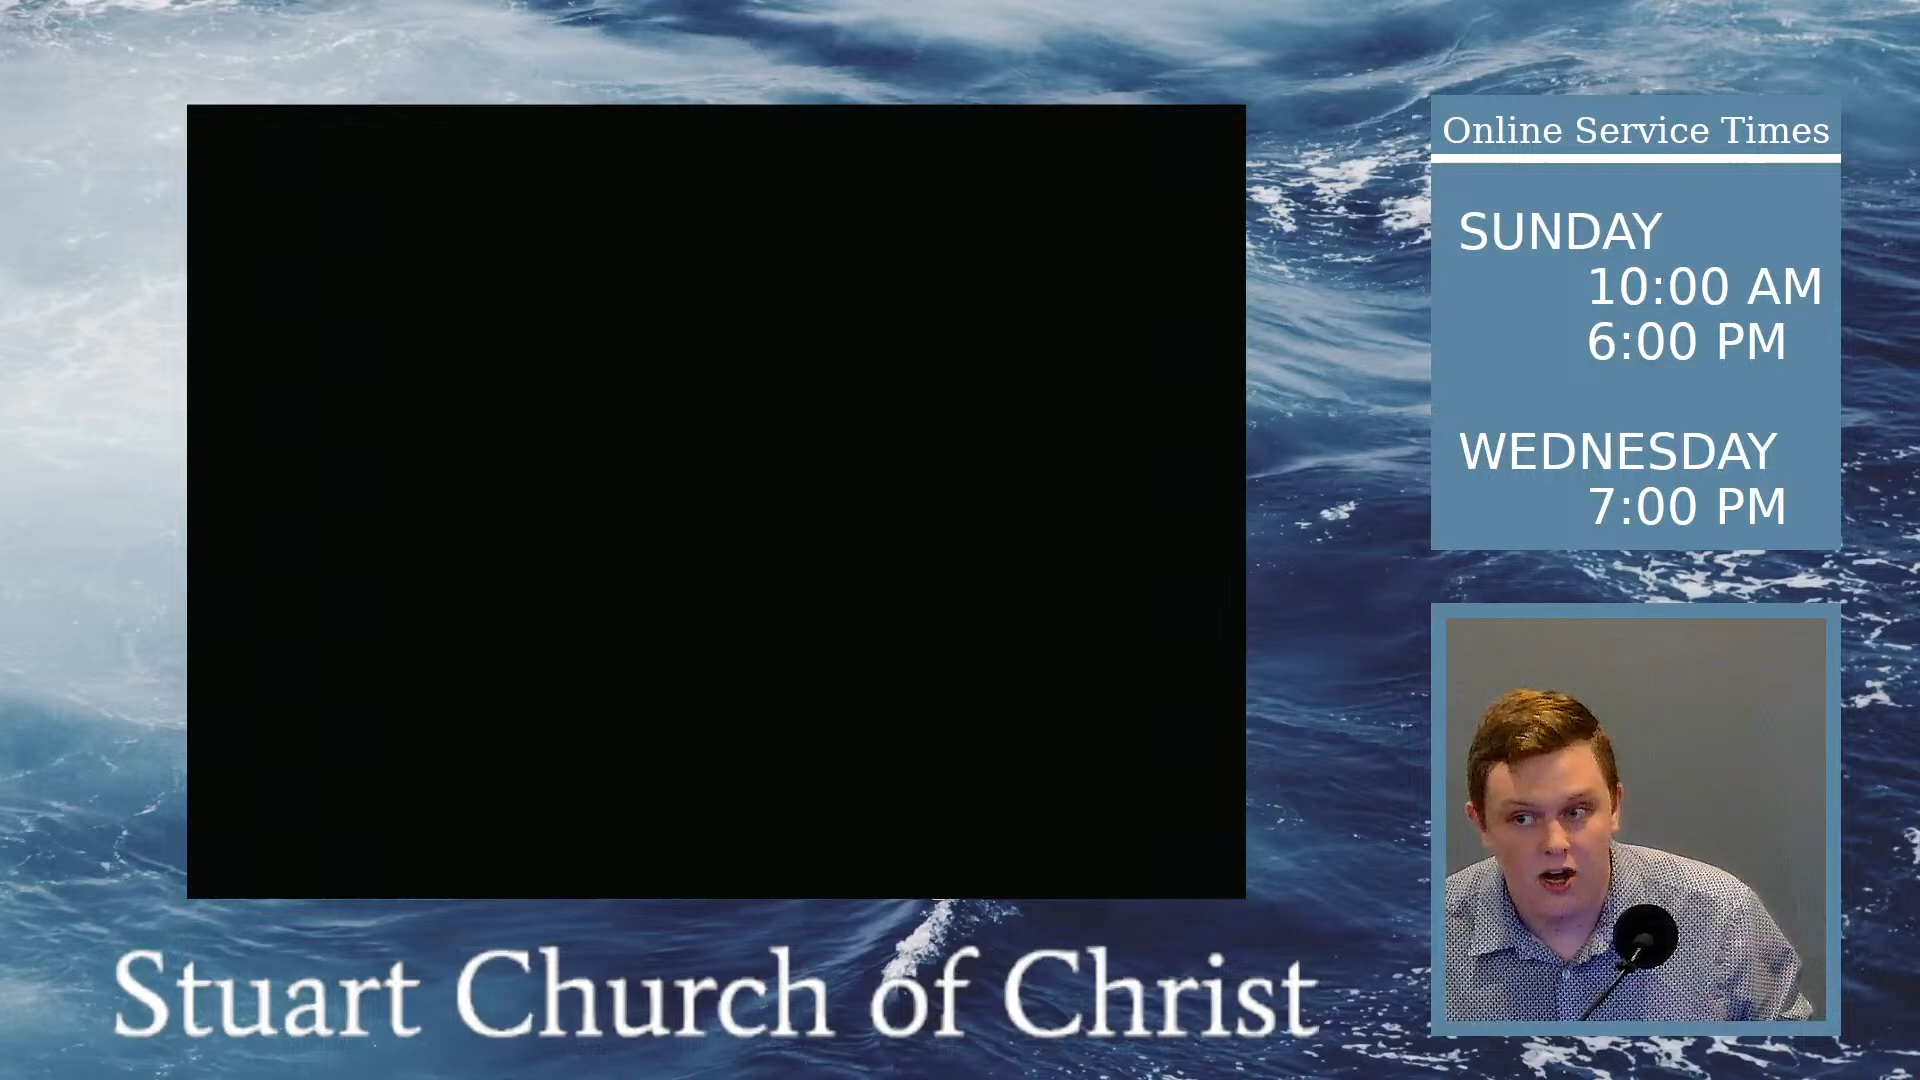 Online Service Times
SUNDAY
10:00 AM
6:00 PM
WEDNESDAY
7:00 PM
Stuart Church of Christ